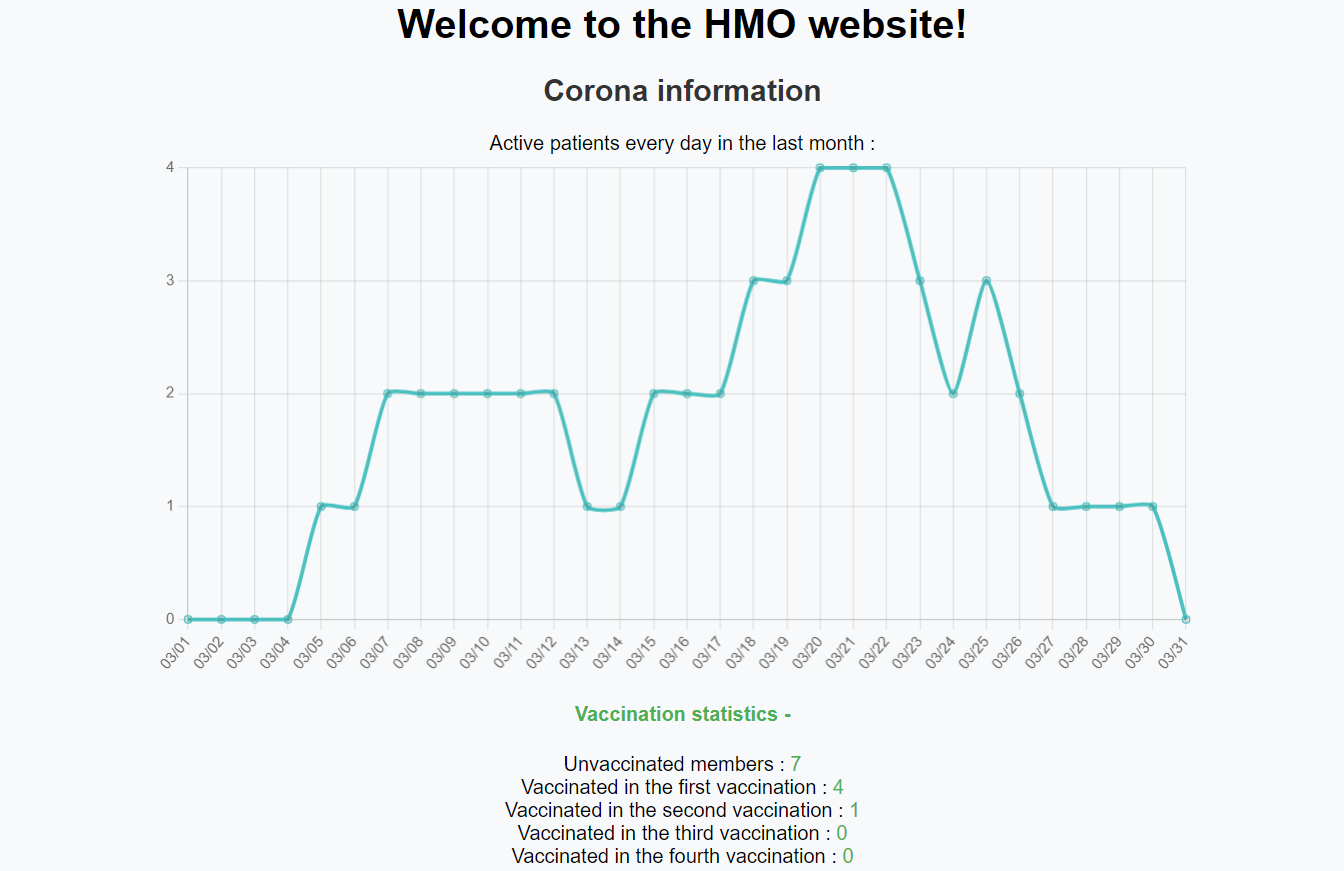 Welcome to the HMO website!
Corona information
Active patients every day in the last month :
4
3
2
1
0
03/01 03/02 03/03 03/04 03/05 03/06 03/07 03/08 03/09 03/10 03/11 03/12 03/13 03/14 03/15 03/16 03/17 03/18 03/19 03/20 03/21 03/22 03/23 03/24 03/25 03/26 03/27 03/28 03/29 03/30 03/31
Vaccination statistics -
Unvaccinated members : 7
Vaccinated in the first vaccination : 4
Vaccinated in the second vaccination : 1
Vaccinated in the third vaccination : 0
Vaccinated in the fourth vaccination : 0